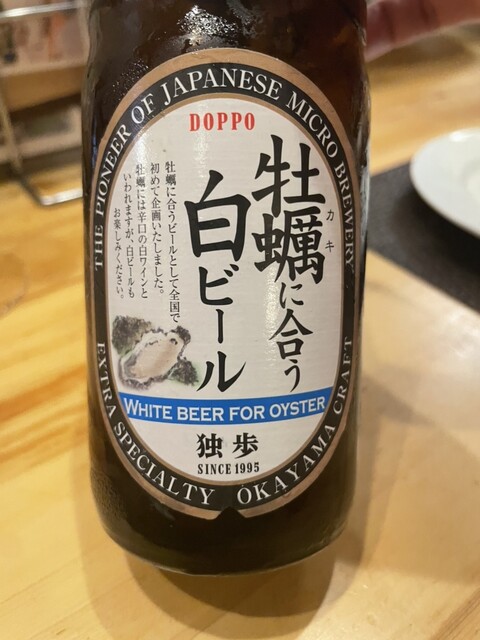 THE PIONEER OF JAPANESE MICRO BREWERY
DOPPO
牡蠣に合う
カキ
白ビール
牡蠣に合うビールとして全国で
初めて企画いたしました。
牡蠣には辛口の白ワインと
いわれますが、白ビールも
お楽しみください。
WHITE BEER FOR OYSTER
独歩
SINCE 1995
EXTRA SPECIALTY OKAYAMA CRAFT